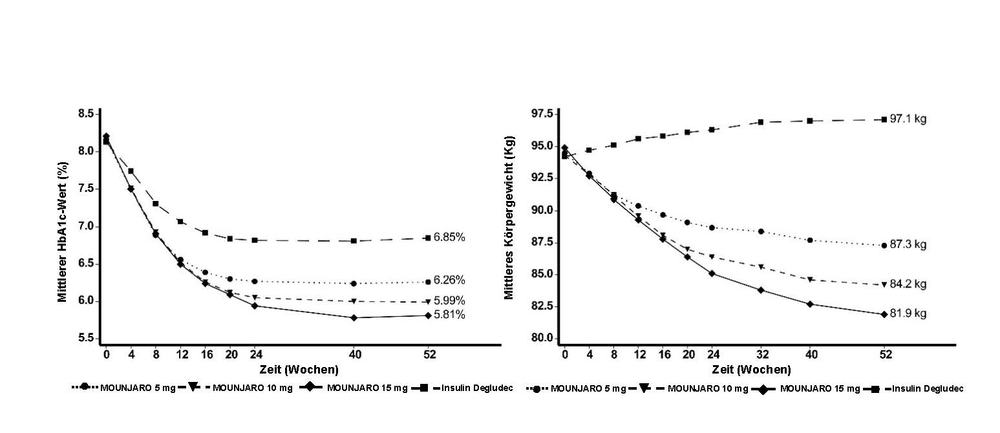 Mittlerer HbA1c-Wert (%)
8.5
8.0
7.5
7.0
6.5
6.0
5.5
6.85%
6.26%
5.99%
5.81%
0 4 8 12 16 20 24 40 52
Zeit (Wochen)
MOUNJARO 5 mg MOUNJARO 10 mg MOUNJARO 15 mg Insulin Degludec
Mittleres Körpergewicht (Kg)
97.5
95.0
92.5
90.0
87.5
85.0
82.5
80.0
97.1 kg
87.3 kg
84.2 kg
81.9 kg
0 4 8 12 16 20 24 32 40 52
Zeit (Wochen)
MOUNJARO 5 mg MOUNJARO 10 mg MOUNJARO 15 mg Insulin Degludec